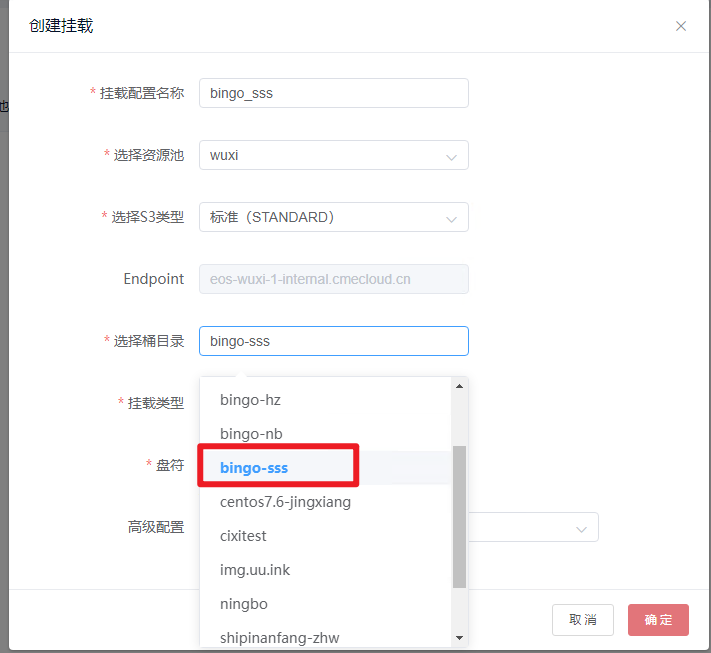 创建挂载
* 挂载配置名称 bingo_sss
* 选择资源池 wuxi
* 选择S3类型 标准（STANDARD）
Endpoint eos-wuxi-1-internal.cmecloud.cn
* 选择桶目录 bingo-sss
* 挂载类型
bingo-hz
bingo-nb
* 盘符
bingo-sss
centos7.6-jingxiang
高级配置
cixitest
img.uu.ink
ningbo
shipinanfang-zhw
取消
确定